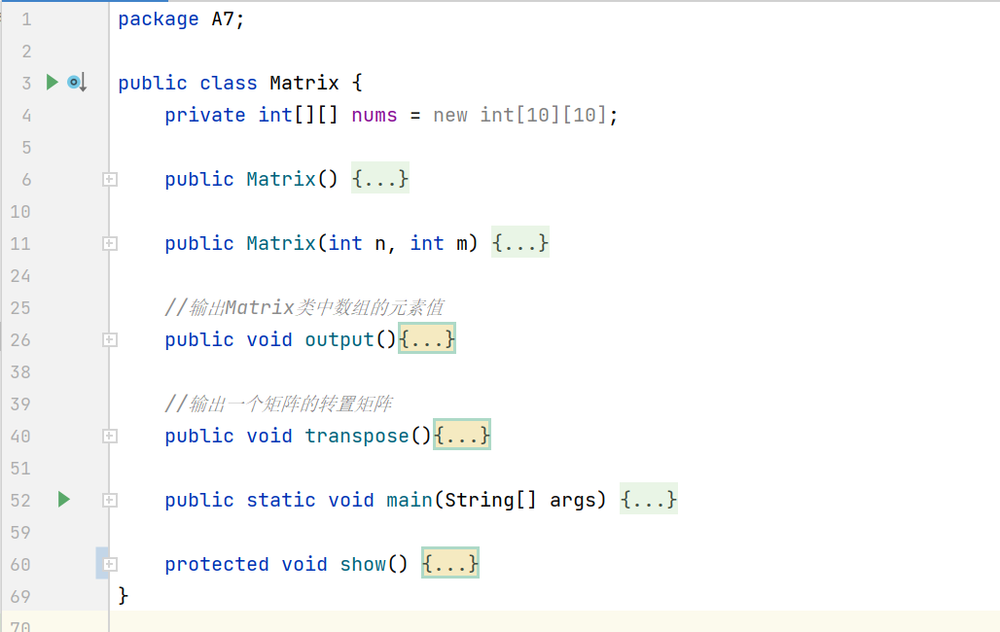 1 package A7;
2
3 public class Matrix {
4 private int[][] nums = new int[10][10];
5
6 public Matrix() {...}
10
11 public Matrix(int n, int m) {...}
24
25 //输出Matrix类中数组的元素值
26 public void output(){...}
38
39 //输出一个矩阵的转置矩阵
40 public void transpose(){...}
51
52 public static void main(String[] args) {...}
59
60 protected void show() {...}
69 }
70